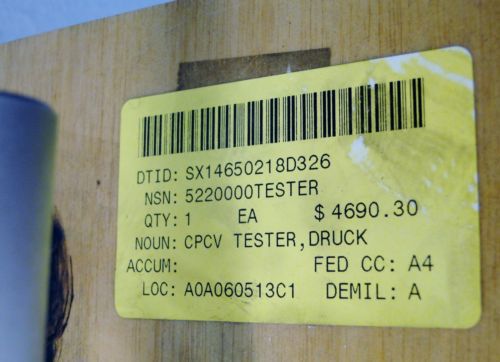 DTID: SX14650218D326
NSN: 5220000TESTER
QTY: 1 EA $ 4690.30
NOUN: CPCV TESTER,DRUCK
ACCUM: FED CC: A4
LOC: A0A060513C1 DEMIL: A